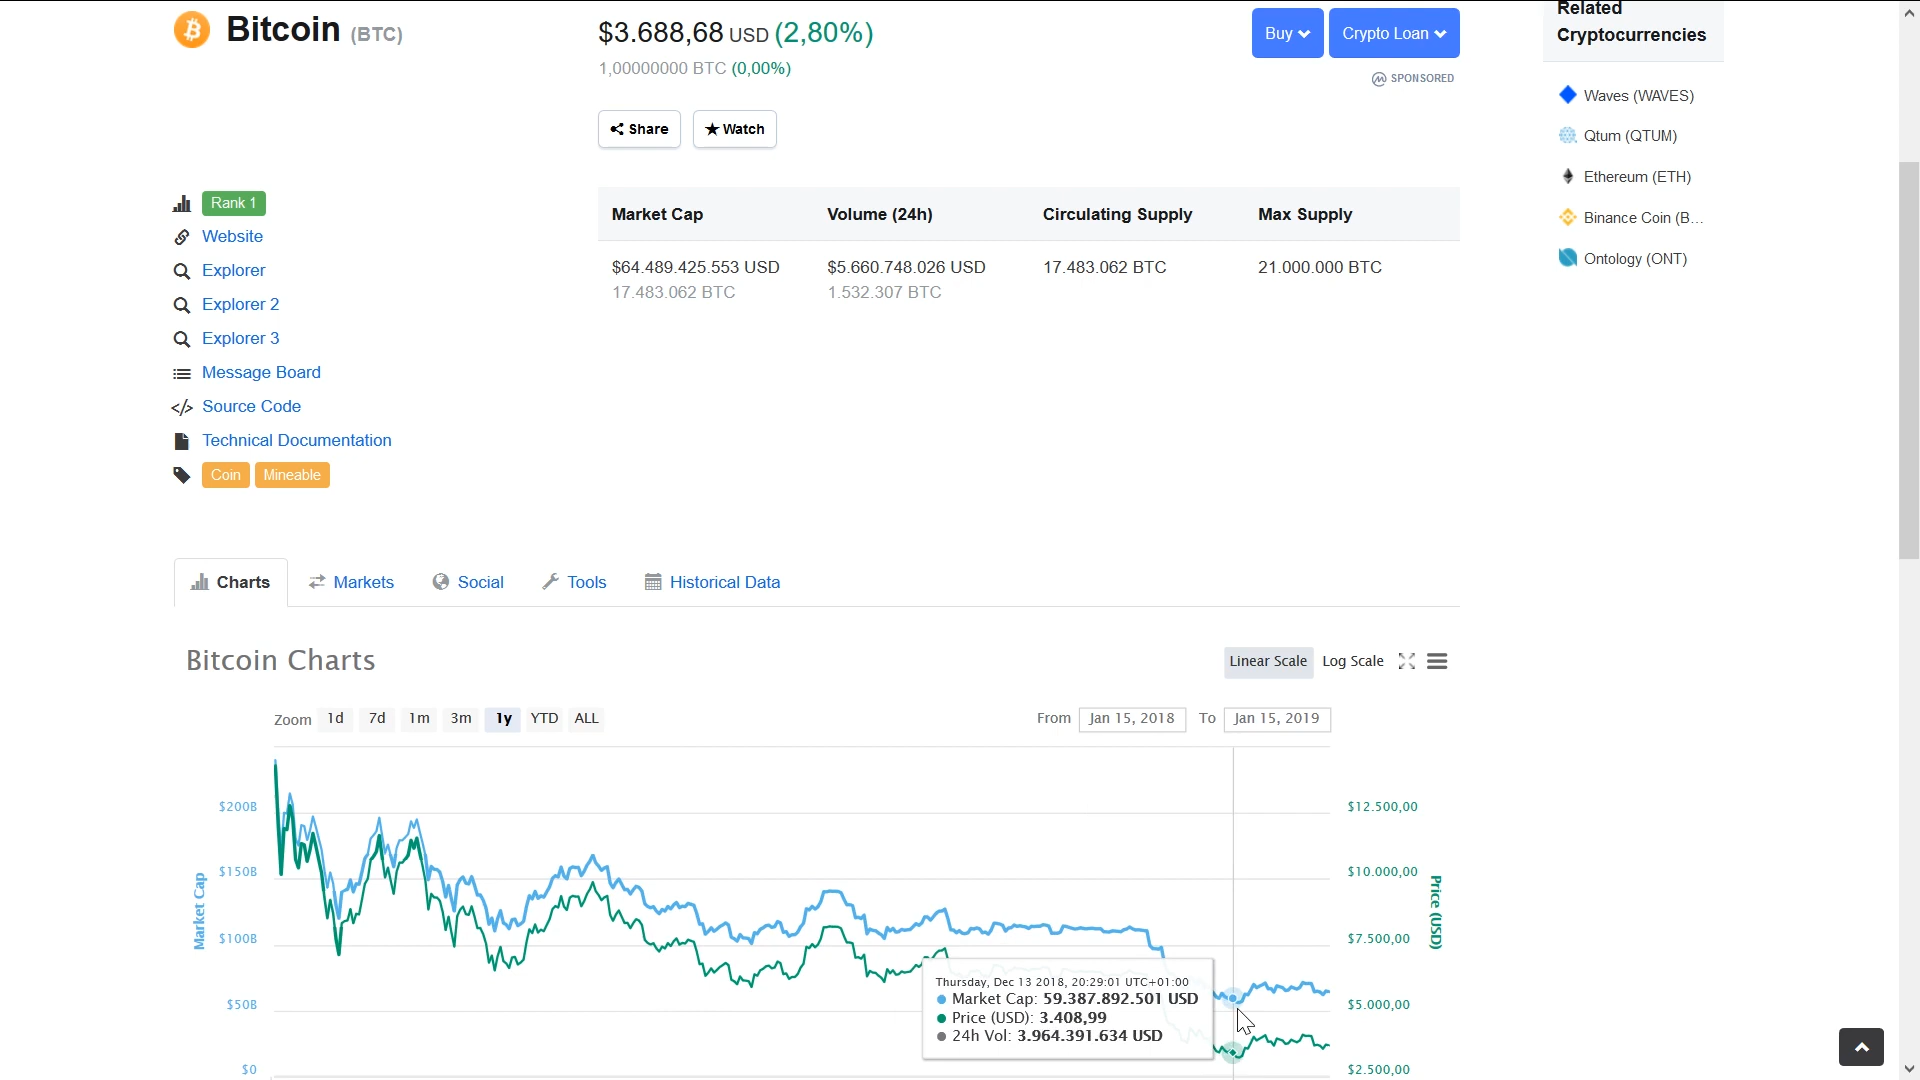 Bitcoin (BTC)
$3.688,68 USD (2,80%)
1,00000000 BTC (0,00%)
Buy
Crypto Loan
SPONSORED
Share
Watch
Rank 1
Website
Explorer
Explorer 2
Explorer 3
Message Board
Source Code
Technical Documentation
Coin Mineable
Market Cap Volume (24h) Circulating Supply Max Supply
$64.489.425.553 USD $5.660.748.026 USD 17.483.062 BTC 21.000.000 BTC
17.483.062 BTC 1.532.307 BTC
Related
Cryptocurrencies
Waves (WAVES)
Qtum (QTUM)
Ethereum (ETH)
Binance Coin (B...
Ontology (ONT)
Charts Markets Social Tools Historical Data
Bitcoin Charts
Linear Scale Log Scale
Zoom 1d 7d 1m 3m 1y YTD ALL
From Jan 15, 2018 To Jan 15, 2019
$200B
$150B
$100B
$50B
$0
Market Cap
$12.500,00
$10.000,00
$7.500,00
$5.000,00
$2.500,00
Price (USD)
Thursday, Dec 13 2018, 20:29:01 UTC+01:00
Market Cap: 59.387.892.501 USD
Price (USD): 3.408,99
24h Vol: 3.964.391.634 USD